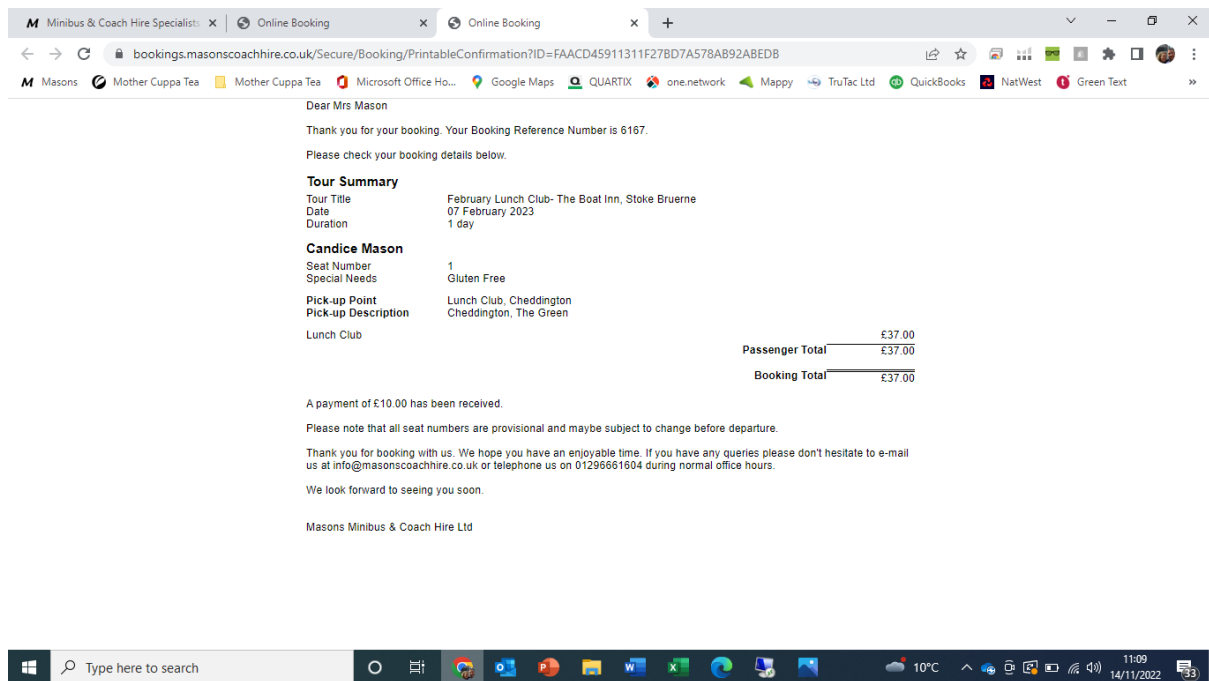 Minibus & Coach Hire Specialists
Online Booking
Online Booking
bookings.masonscoachhire.co.uk/Secure/Booking/PrintableConfirmation?ID=FAACD45911311F27BD7A578AB92ABEDB
M Masons Mother Cuppa Tea Mother Cuppa Tea Microsoft Office Ho... Google Maps QUARTIX one.network Mappy TruTac Ltd QuickBooks NatWest Green Text »
Dear Mrs Mason
Thank you for your booking. Your Booking Reference Number is 6167.
Please check your booking details below.
Tour Summary
Tour Title February Lunch Club- The Boat Inn, Stoke Bruerne
Date 07 February 2023
Duration 1 day
Candice Mason
Seat Number 1
Special Needs Gluten Free
Pick-up Point Lunch Club, Cheddington
Pick-up Description Cheddington, The Green
Lunch Club £37.00
Passenger Total £37.00
Booking Total £37.00
A payment of £10.00 has been received.
Please note that all seat numbers are provisional and maybe subject to change before departure.
Thank you for booking with us. We hope you have an enjoyable time. If you have any queries please don't hesitate to e-mail
us at info@masonscoachhire.co.uk or telephone us on 01296661604 during normal office hours.
We look forward to seeing you soon.
Masons Minibus & Coach Hire Ltd
Type here to search
10°C
11:09
14/11/2022
33